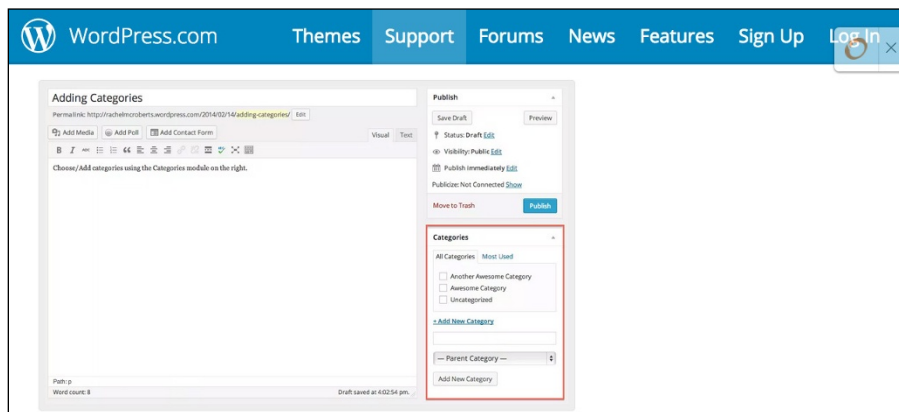 WordPress.com Themes Support Forums News Features Sign Up Log In
Adding Categories
Permalink: http://rachelmcroberts.wordpress.com/2014/02/14/adding-categories/ Edit
Add Media Add Poll Add Contact Form Visual Text
B I ABC
Choose/Add categories using the Categories module on the right.
Path: p
Word count: 8 Draft saved at 4:02:54 pm.
Publish
Save Draft Preview
Status: Draft Edit
Visibility: Public Edit
Publish immediately Edit
Publicize: Not Connected Show
Move to Trash Publish
Categories
All Categories Most Used
Another Awesome Category
Awesome Category
Uncategorized
+ Add New Category
— Parent Category —
Add New Category